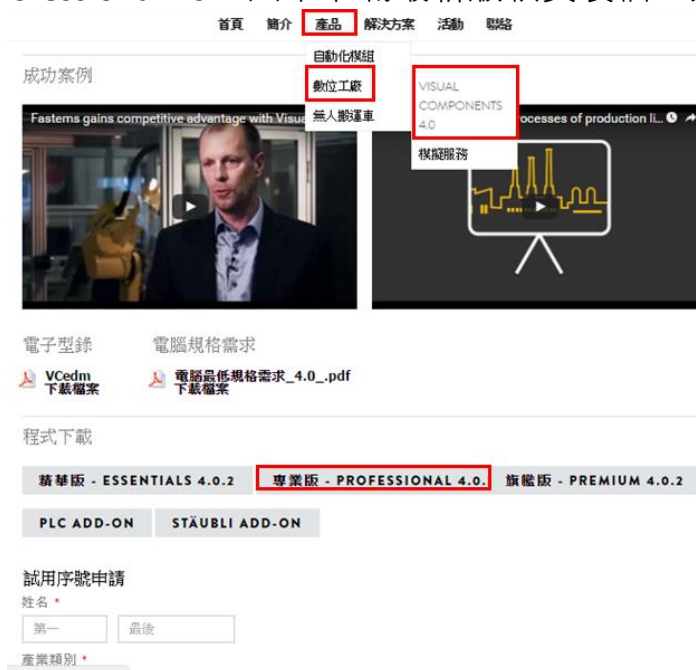 首頁 簡介 產品 解決方案 活動 聯絡
自動化模組
數位工廠
無人搬運車
VISUAL
COMPONENTS
4.0
模擬服務
成功案例
Fastems gains competitive advantage with Visua
rocesses of production li...
電子型錄 電腦規格需求
VCedm
下載檔案
電腦最低規格需求_4.0_.pdf
下載檔案
程式下載
精華版 - ESSENTIALS 4.0.2 專業版 - PROFESSIONAL 4.0. 旗艦版 - PREMIUM 4.0.2
PLC ADD-ON STÄUBLI ADD-ON
試用序號申請
姓名 *
第一 最後
產業類別 *